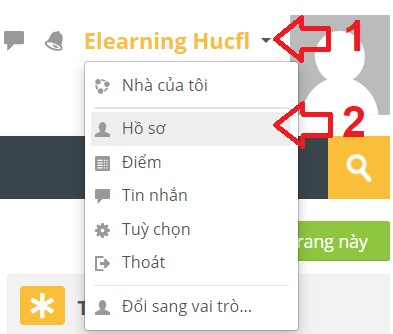 Elearning Hucfl 1
Nhà của tôi
Hồ sơ 2
Điểm
Tin nhắn
Tuỳ chọn
Thoát
rang này
Đổi sang vai trò...